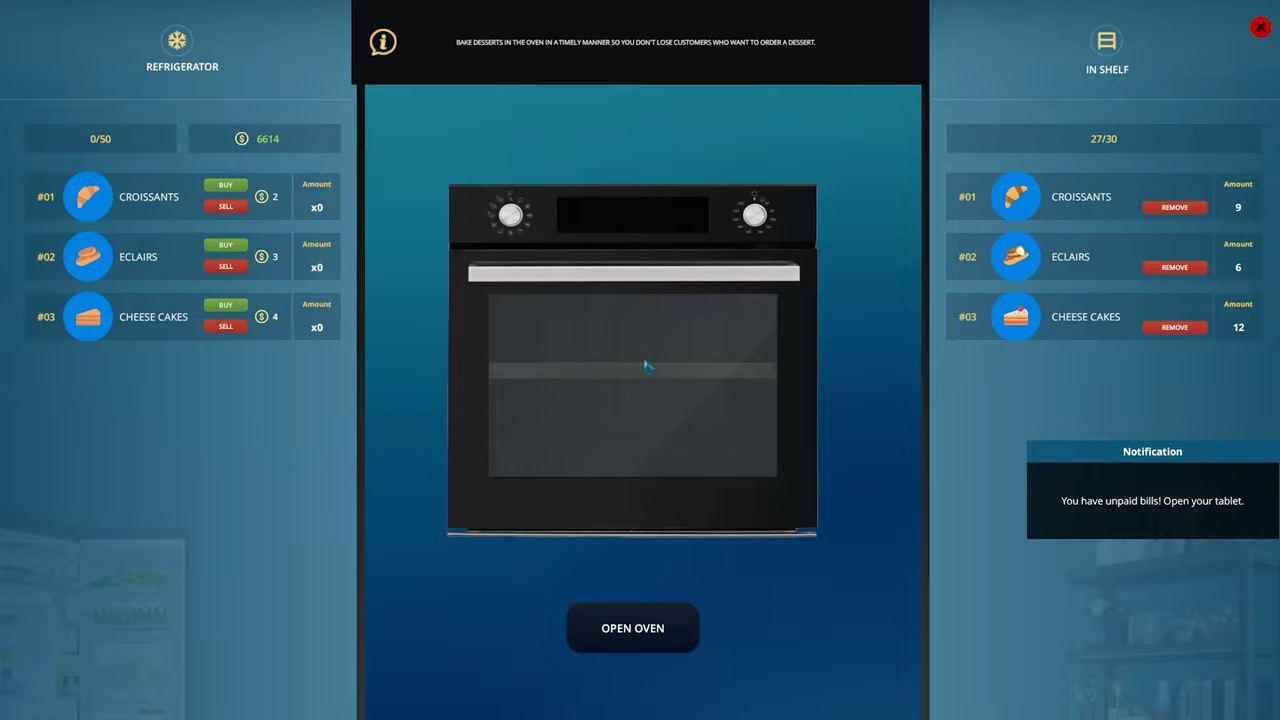 REFRIGERATOR
0/50
6614
#01 CROISSANTS BUY SELL 2 Amount x0
#02 ECLAIRS BUY SELL 3 Amount x0
#03 CHEESE CAKES BUY SELL 4 Amount x0
BAKE DESSERTS IN THE OVEN IN A TIMELY MANNER SO YOU DON'T LOSE CUSTOMERS WHO WANT TO ORDER A DESSERT.
OPEN OVEN
IN SHELF
27/30
#01 CROISSANTS REMOVE Amount 9
#02 ECLAIRS REMOVE Amount 6
#03 CHEESE CAKES REMOVE Amount 12
Notification
You have unpaid bills! Open your tablet.